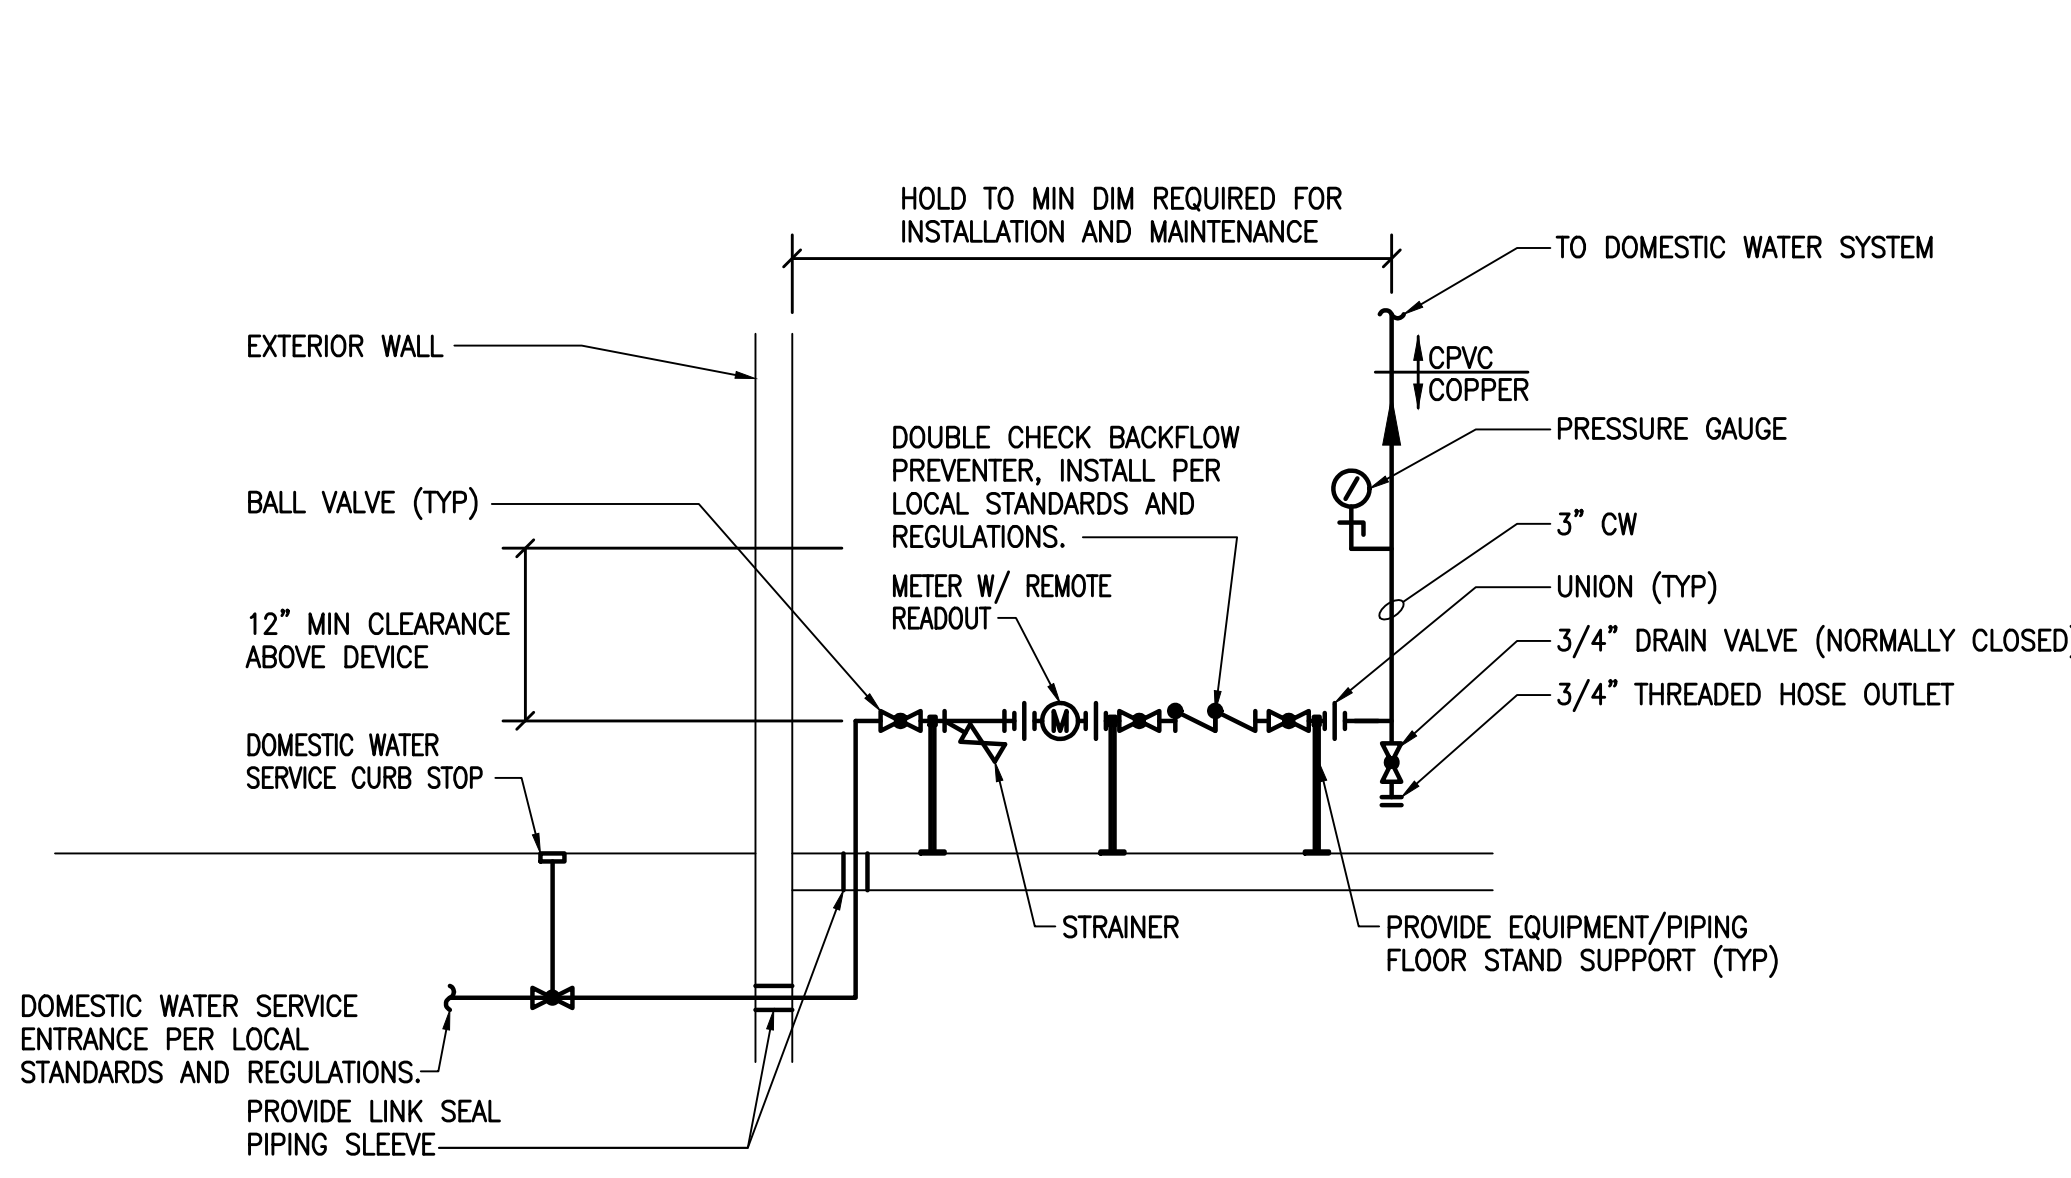 HOLD TO MIN DIM REQUIRED FOR
INSTALLATION AND MAINTENANCE
TO DOMESTIC WATER SYSTEM
EXTERIOR WALL
CPVC
COPPER
PRESSURE GAUGE
DOUBLE CHECK BACKFLOW
PREVENTER, INSTALL PER
LOCAL STANDARDS AND
REGULATIONS.
BALL VALVE (TYP)
3" CW
METER W/ REMOTE
READOUT
UNION (TYP)
12" MIN CLEARANCE
ABOVE DEVICE
3/4" DRAIN VALVE (NORMALLY CLOSED)
3/4" THREADED HOSE OUTLET
M
DOMESTIC WATER
SERVICE CURB STOP
STRAINER
PROVIDE EQUIPMENT/PIPING
FLOOR STAND SUPPORT (TYP)
DOMESTIC WATER SERVICE
ENTRANCE PER LOCAL
STANDARDS AND REGULATIONS.
PROVIDE LINK SEAL
PIPING SLEEVE